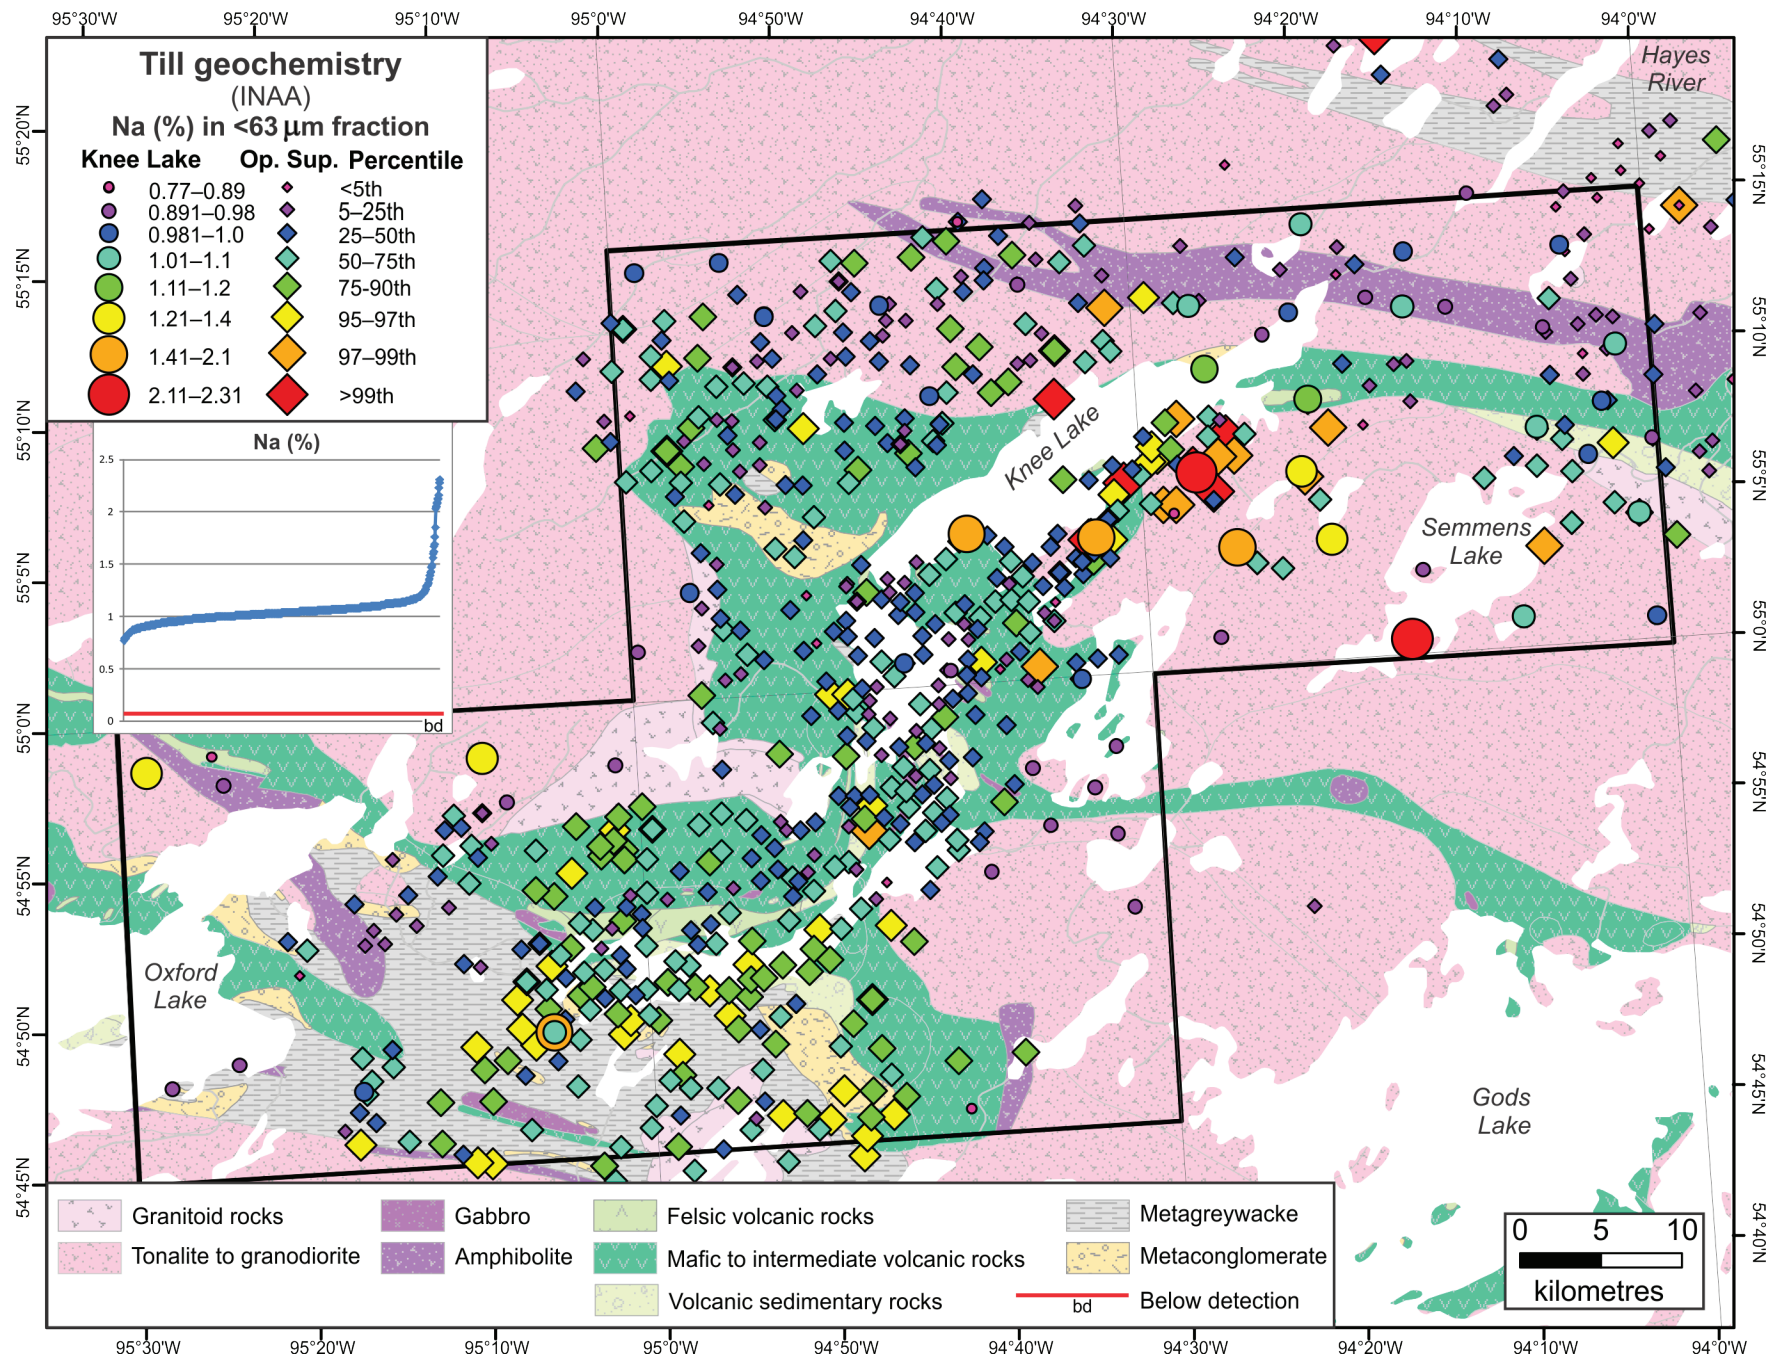 95°30'W 95°20'W 95°10'W 95°0'W 94°50'W 94°40'W 94°30'W 94°20'W 94°10'W 94°0'W
Till geochemistry
(INAA)
Na (%) in <63 µm fraction
Knee Lake Op. Sup. Percentile
0.77–0.89 <5th
0.891–0.98 5–25th
0.981–1.0 25–50th
1.01–1.1 50–75th
1.11–1.2 75-90th
1.21–1.4 95–97th
1.41–2.1 97–99th
2.11–2.31 >99th
Na (%)
2.5
2
1.5
1
0.5
0
bd
Hayes
River
Knee Lake
Semmens
Lake
Oxford
Lake
Gods
Lake
55°20'N
55°15'N
55°10'N
55°5'N
55°0'N
54°55'N
54°50'N
54°45'N
55°15'N
55°10'N
55°5'N
55°0'N
54°55'N
54°50'N
54°45'N
54°40'N
Granitoid rocks
Tonalite to granodiorite
Gabbro
Amphibolite
Felsic volcanic rocks
Mafic to intermediate volcanic rocks
Volcanic sedimentary rocks
Metagreywacke
Metaconglomerate
bd Below detection
0 5 10
kilometres
95°30'W 95°20'W 95°10'W 95°0'W 94°50'W 94°40'W 94°30'W 94°20'W 94°10'W 94°0'W